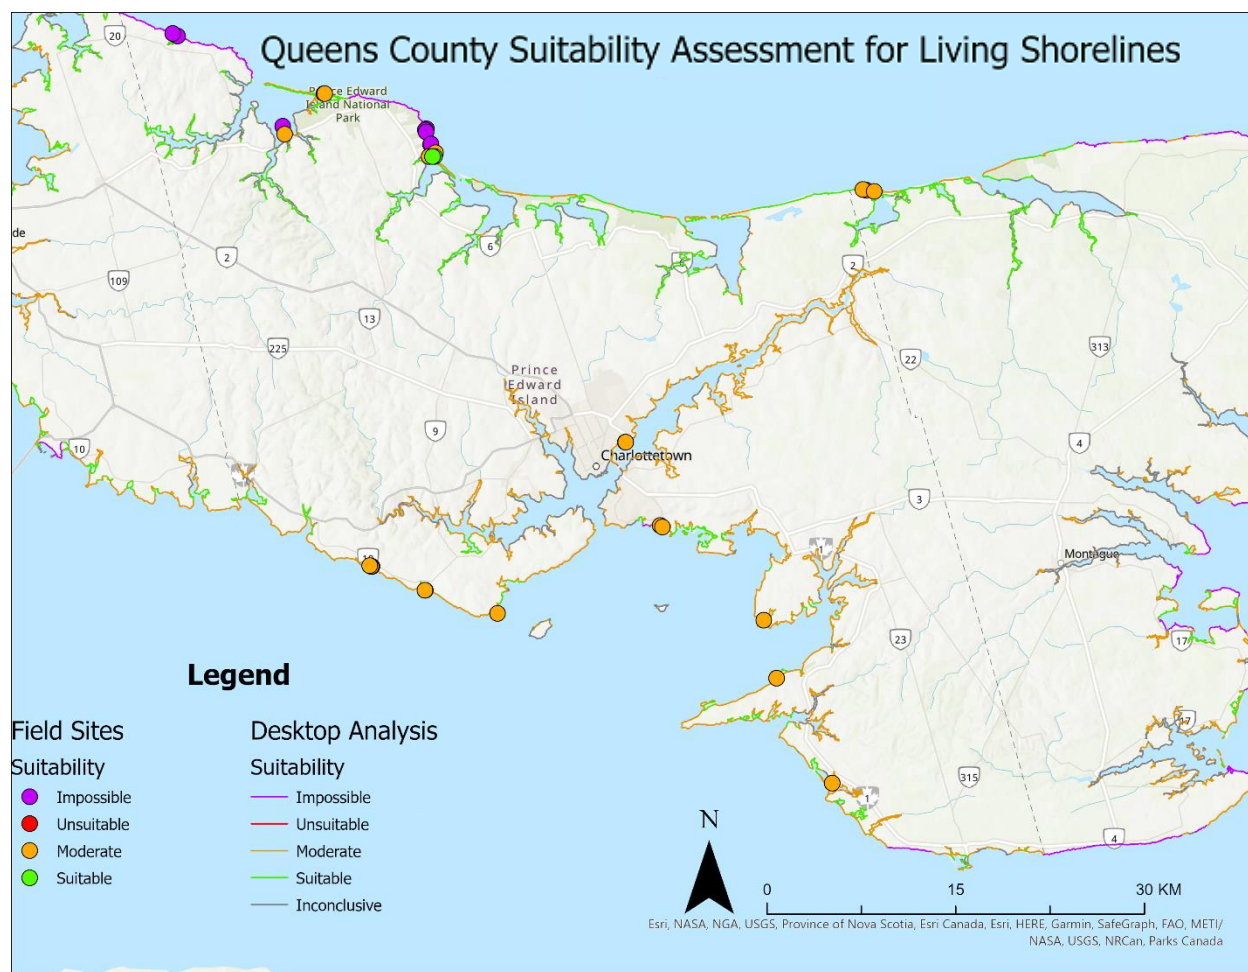 Queens County Suitability Assessment for Living Shorelines
20
Prince Edward
Island National
Park
de
2
6
6
2
109
13
225
22
313
Prince
Edward
Island
9
10
4
Charlottetown
3
1
Montague
19
23
17
17
315
1
4
Legend
Field Sites
Suitability
Impossible
Unsuitable
Moderate
Suitable
Desktop Analysis
Suitability
Impossible
Unsuitable
Moderate
Suitable
Inconclusive
N
0 15 30 KM
Esri, NASA, NGA, USGS, Province of Nova Scotia, Esri Canada, Esri, HERE, Garmin, SafeGraph, FAO, METI/
NASA, USGS, NRCan, Parks Canada